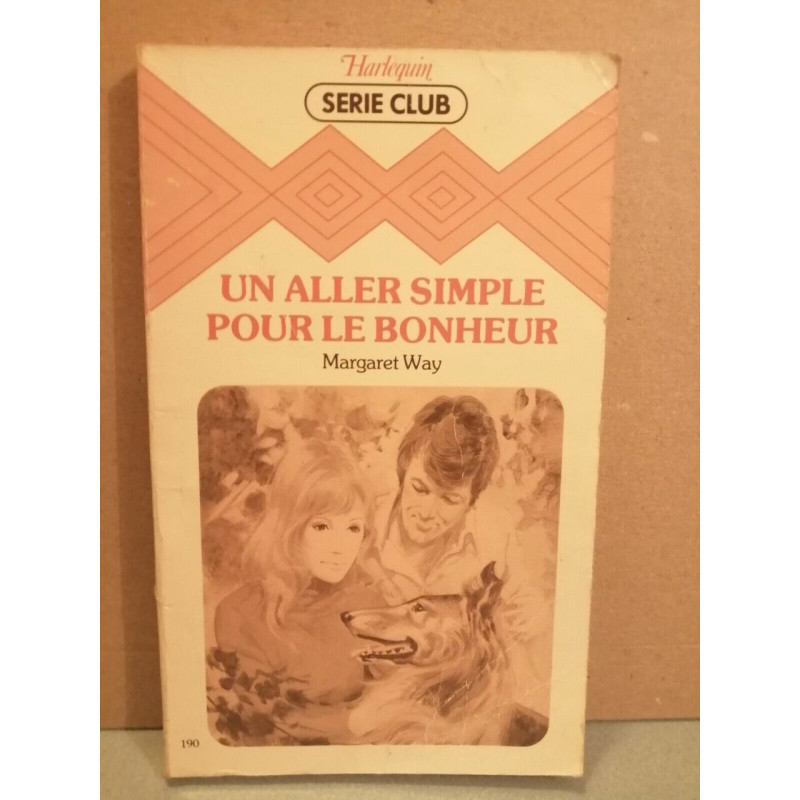 Harlequin
SERIE CLUB
UN ALLER SIMPLE
POUR LE BONHEUR
Margaret Way
190